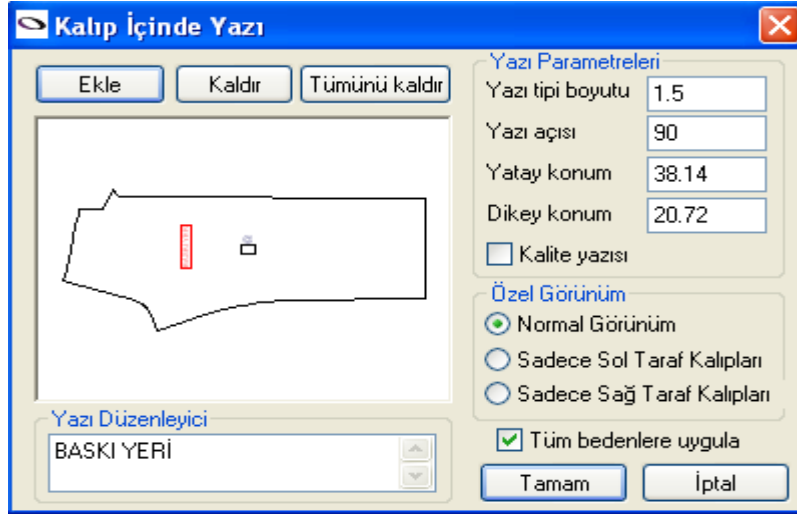 Kalıp İçinde Yazı
Ekle
Kaldır
Tümünü kaldır
Yazı Parametreleri
Yazı tipi boyutu 1.5
Yazı açısı 90
Yatay konum 38.14
Dikey konum 20.72
Kalite yazısı
Özel Görünüm
Normal Görünüm
Sadece Sol Taraf Kalıpları
Sadece Sağ Taraf Kalıpları
Yazı Düzenleyici
BASKI YERİ
Tüm bedenlere uygula
Tamam
İptal